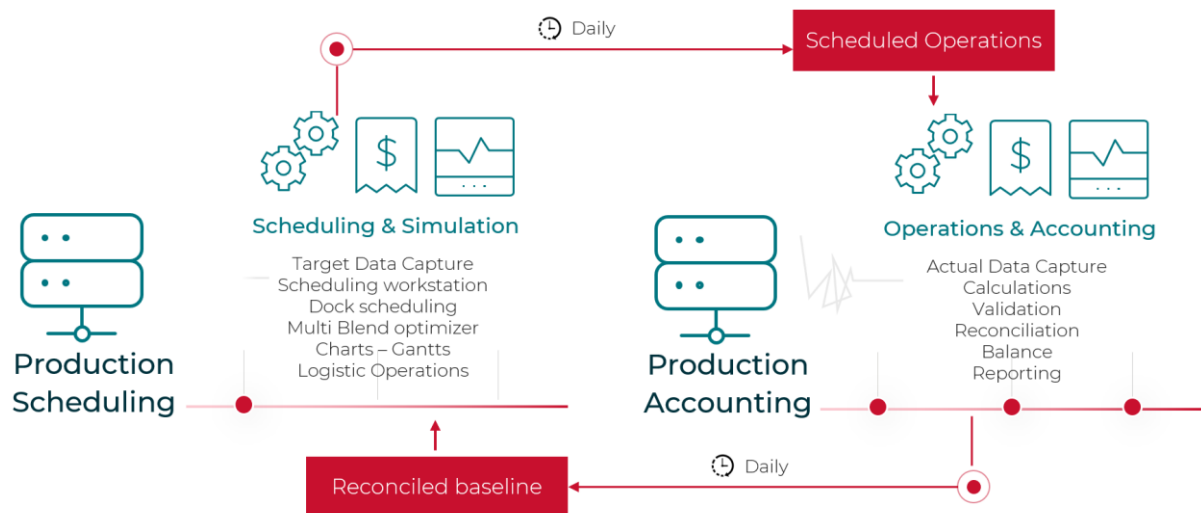 Daily
Scheduled Operations
$
$
Scheduling & Simulation
Target Data Capture
Scheduling workstation
Dock scheduling
Multi Blend optimizer
Charts – Gantts
Logistic Operations
Production
Scheduling
Operations & Accounting
Actual Data Capture
Calculations
Validation
Reconciliation
Balance
Reporting
Production
Accounting
Reconciled baseline
Daily